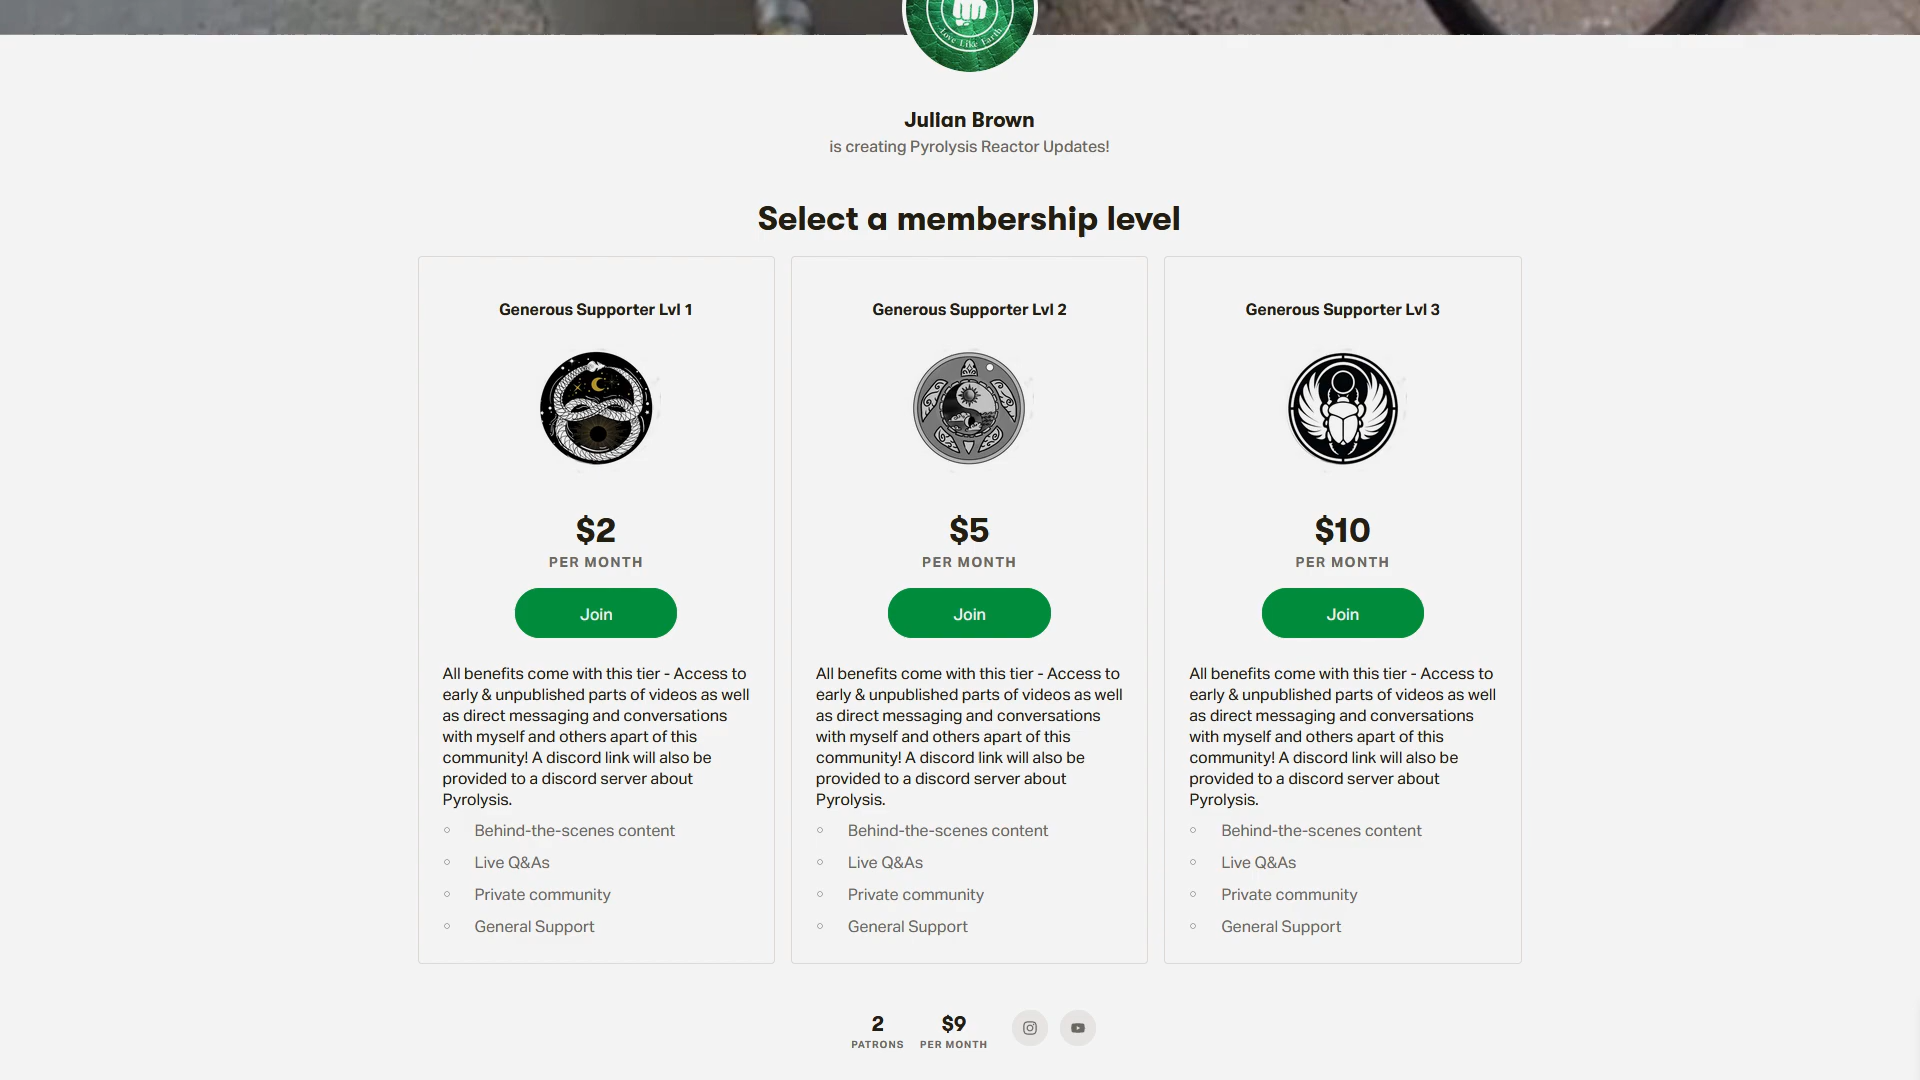 Love Like Earth
Julian Brown
is creating Pyrolysis Reactor Updates!
Select a membership level
Generous Supporter Lvl 1
$2
PER MONTH
Join
All benefits come with this tier - Access to
early & unpublished parts of videos as well
as direct messaging and conversations
with myself and others apart of this
community! A discord link will also be
provided to a discord server about
Pyrolysis.
Behind-the-scenes content
Live Q&As
Private community
General Support
Generous Supporter Lvl 2
$5
PER MONTH
Join
All benefits come with this tier - Access to
early & unpublished parts of videos as well
as direct messaging and conversations
with myself and others apart of this
community! A discord link will also be
provided to a discord server about
Pyrolysis.
Behind-the-scenes content
Live Q&As
Private community
General Support
Generous Supporter Lvl 3
$10
PER MONTH
Join
All benefits come with this tier - Access to
early & unpublished parts of videos as well
as direct messaging and conversations
with myself and others apart of this
community! A discord link will also be
provided to a discord server about
Pyrolysis.
Behind-the-scenes content
Live Q&As
Private community
General Support
2
PATRONS
$9
PER MONTH